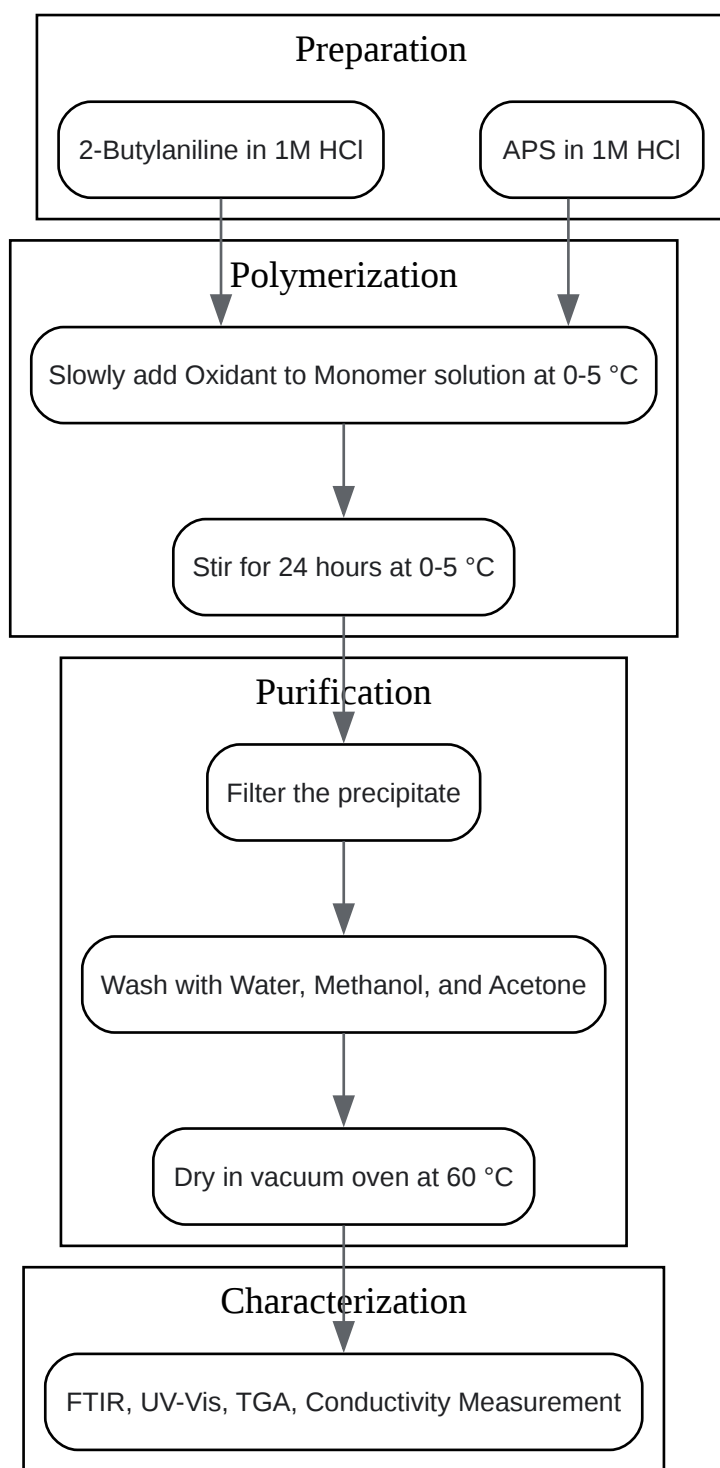 Preparation
2-Butylaniline in 1M HCl
APS in 1M HCl
Polymerization
Slowly add Oxidant to Monomer solution at 0-5 °C
Stir for 24 hours at 0-5 °C
Purification
Filter the precipitate
Wash with Water, Methanol, and Acetone
Dry in vacuum oven at 60 °C
Characterization
FTIR, UV-Vis, TGA, Conductivity Measurement